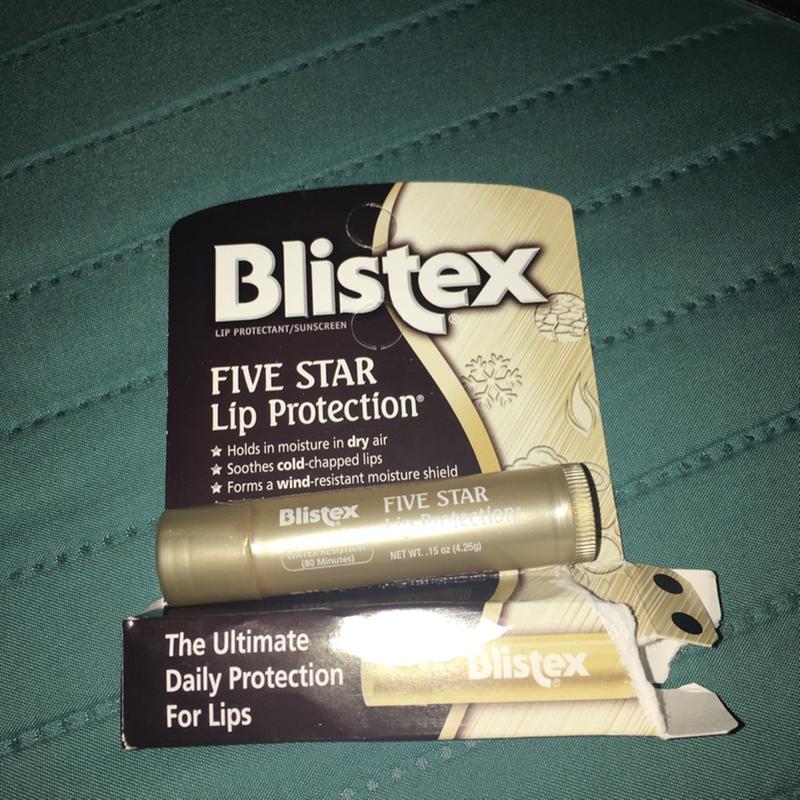 Blistex®
LIP PROTECTANT/SUNSCREEN
FIVE STAR
Lip Protection®
★ Holds in moisture in dry air
★ Soothes cold-chapped lips
★ Forms a wind-resistant moisture shield
Blistex®
FIVE STAR
Lip Protection®
WATER RESISTANT
(80 Minutes)
NET WT. .15 oz (4.25g)
The Ultimate
Daily Protection
For Lips
Blistex®